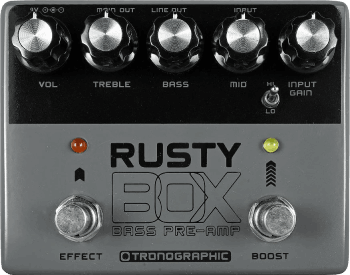 9V MAIN OUT LINE OUT INPUT
VOL TREBLE BASS MID INPUT GAIN
HI
LO
RUSTY
BOX
BASS PRE-AMP
TRONOGRAPHIC
EFFECT BOOST